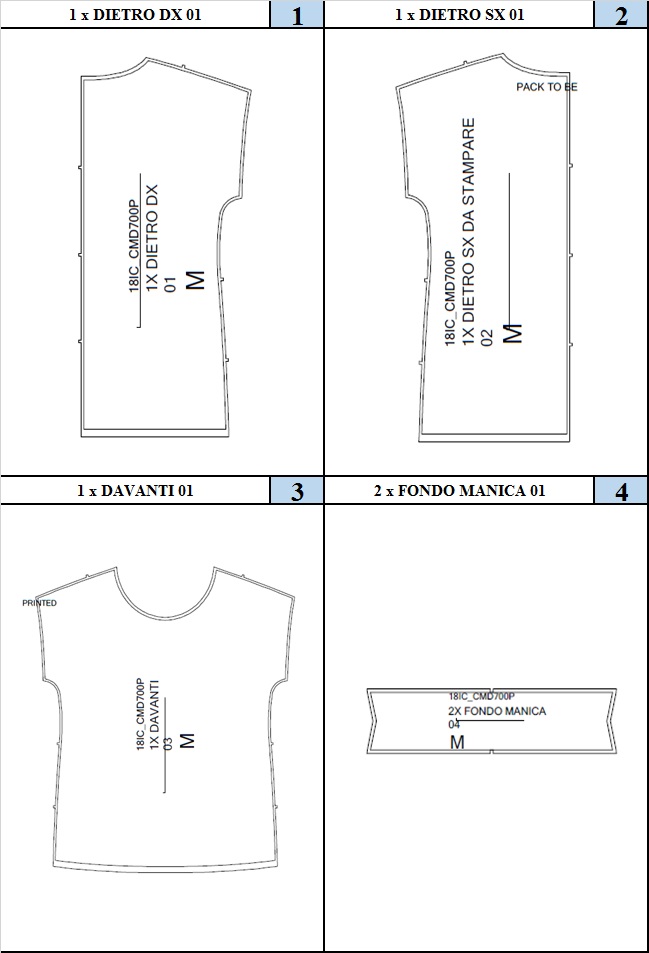 1 x DIETRO DX 01
1
1 x DIETRO SX 01
2
18IC_CMD700P
1X DIETRO DX
01
M
PACK TO BE
18IC_CMD700P
1X DIETRO SX DA STAMPARE
02
M
1 x DAVANTI 01
3
2 x FONDO MANICA 01
4
PRINTED
18IC_CMD700P
1X DAVANTI
03
M
18IC_CMD700P
2X FONDO MANICA
04
M